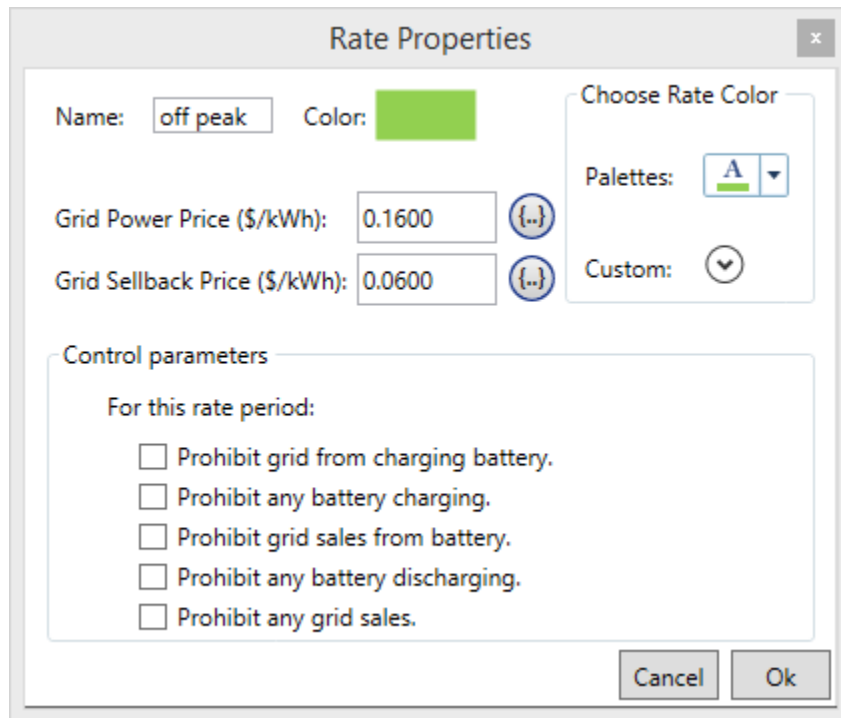 Rate Properties
x
Name: off peak Color:
Choose Rate Color
Palettes: A
Grid Power Price ($/kWh): 0.1600 {..}
Grid Sellback Price ($/kWh): 0.0600 {..}
Custom:
Control parameters
For this rate period:
Prohibit grid from charging battery.
Prohibit any battery charging.
Prohibit grid sales from battery.
Prohibit any battery discharging.
Prohibit any grid sales.
Cancel Ok